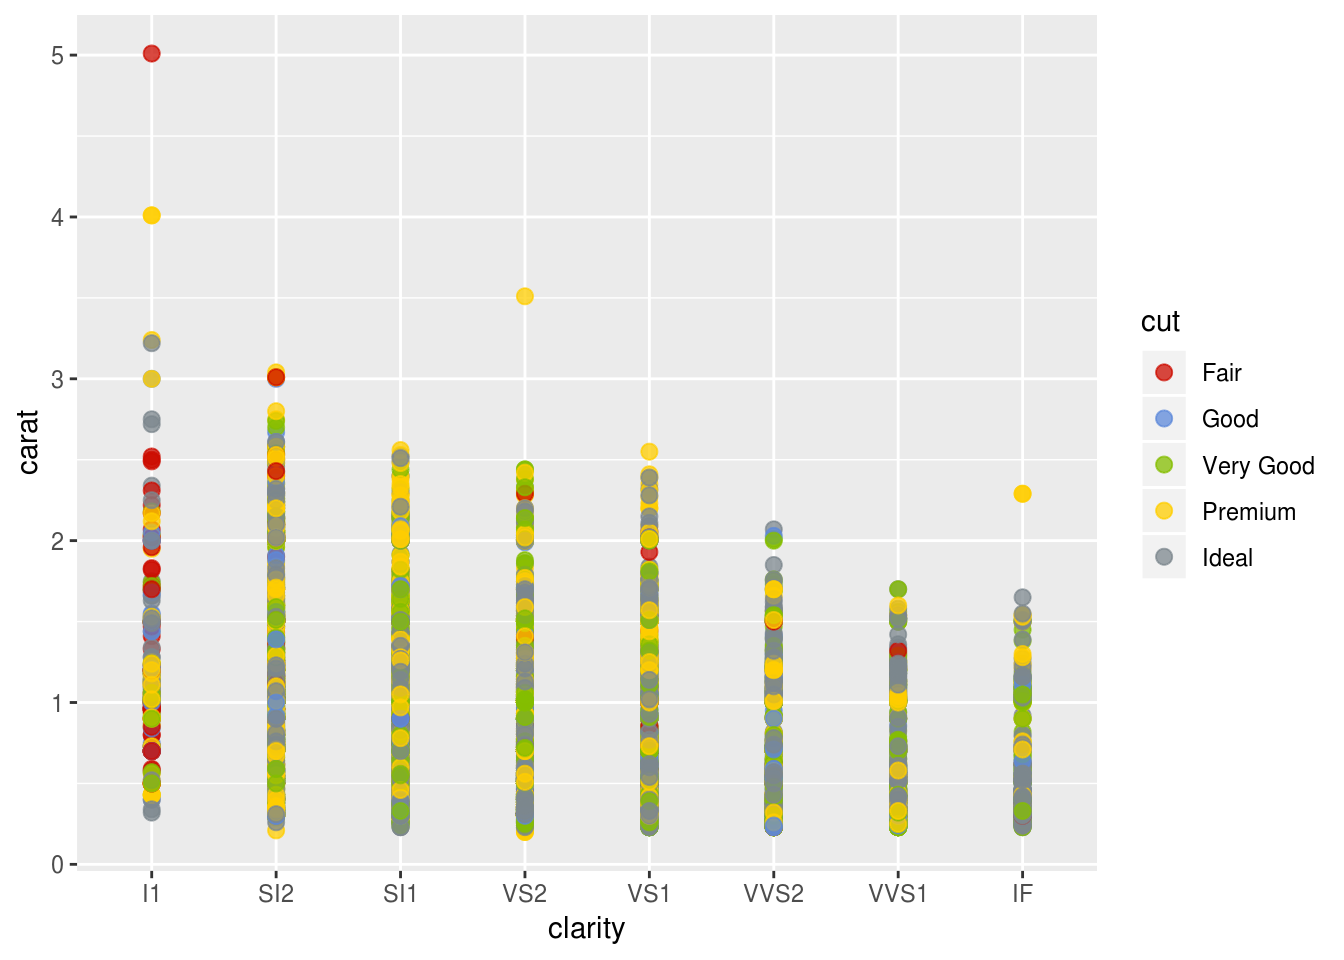 5
4
3
2
1
0
carat
I1 SI2 SI1 VS2 VS1 VVS2 VVS1 IF
clarity
cut
Fair
Good
Very Good
Premium
Ideal